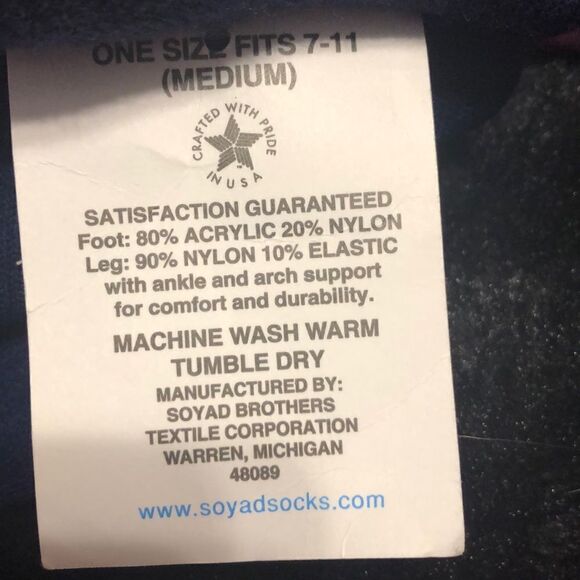 ONE SIZE FITS 7-11
(MEDIUM)
CRAFTED WITH PRIDE
IN USA
SATISFACTION GUARANTEED
Foot: 80% ACRYLIC 20% NYLON
Leg: 90% NYLON 10% ELASTIC
with ankle and arch support
for comfort and durability.
MACHINE WASH WARM
TUMBLE DRY
MANUFACTURED BY:
SOYAD BROTHERS
TEXTILE CORPORATION
WARREN, MICHIGAN
48089
www.soyadsocks.com